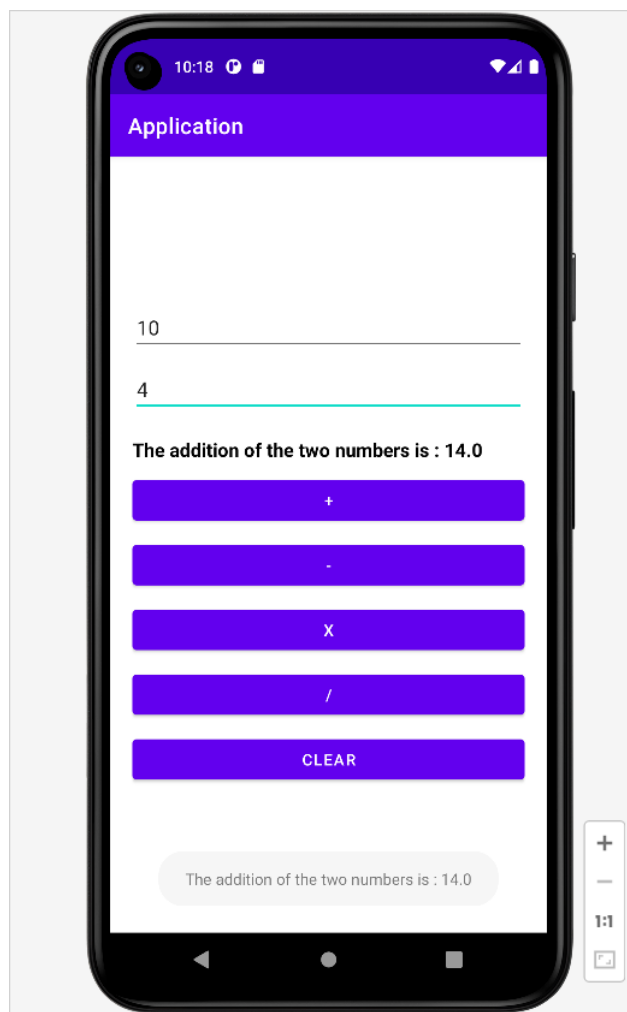 10:18
Application
10
4
The addition of the two numbers is : 14.0
+
-
X
/
CLEAR
The addition of the two numbers is : 14.0
+
−
1:1